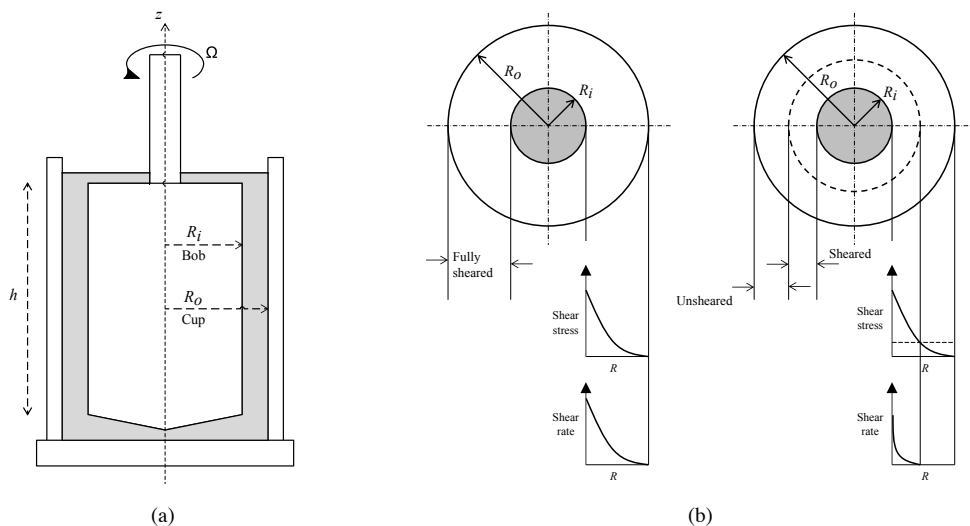 z
Ω
R_i
Bob
R_o
Cup
h
(a)
R_o
R_i
Fully
sheared
Shear
stress
R
Shear
rate
R
R_o
R_i
Sheared
Unsheared
Shear
stress
R
Shear
rate
R
(b)